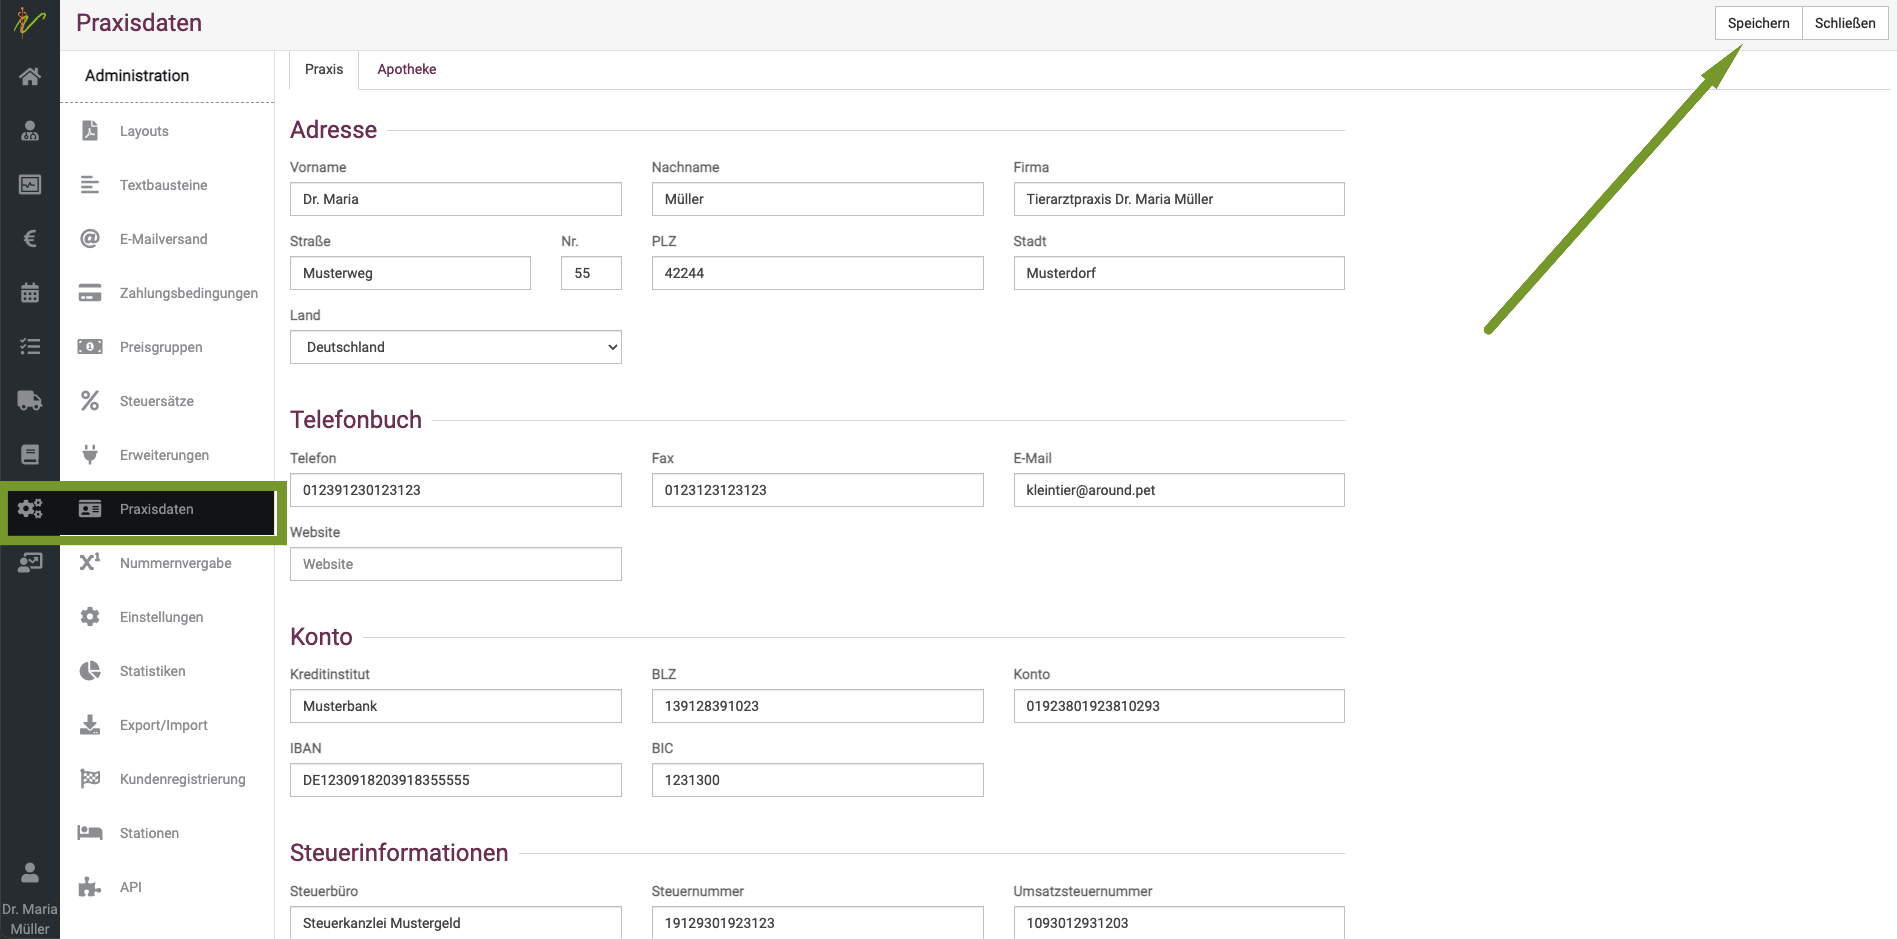 Praxisdaten
Speichern
Schließen
Administration
Praxis
Apotheke
Layouts
Textbausteine
E-Mailversand
Zahlungsbedingungen
Preisgruppen
Steuersätze
Erweiterungen
Praxisdaten
Nummernvergabe
Einstellungen
Statistiken
Export/Import
Kundenregistrierung
Stationen
API
Dr. Maria
Müller
Adresse
Vorname
Nachname
Firma
Dr. Maria
Müller
Tierarztpraxis Dr. Maria Müller
Straße
Nr.
PLZ
Stadt
Musterweg
55
42244
Musterdorf
Land
Deutschland
Telefonbuch
Telefon
Fax
E-Mail
012391230123123
0123123123123
kleintier@around.pet
Website
Website
Konto
Kreditinstitut
BLZ
Konto
Musterbank
139128391023
01923801923810293
IBAN
BIC
DE1230918203918355555
1231300
Steuerinformationen
Steuerbüro
Steuernummer
Umsatzsteuernummer
Steuerkanzlei Mustergeld
19129301923123
1093012931203